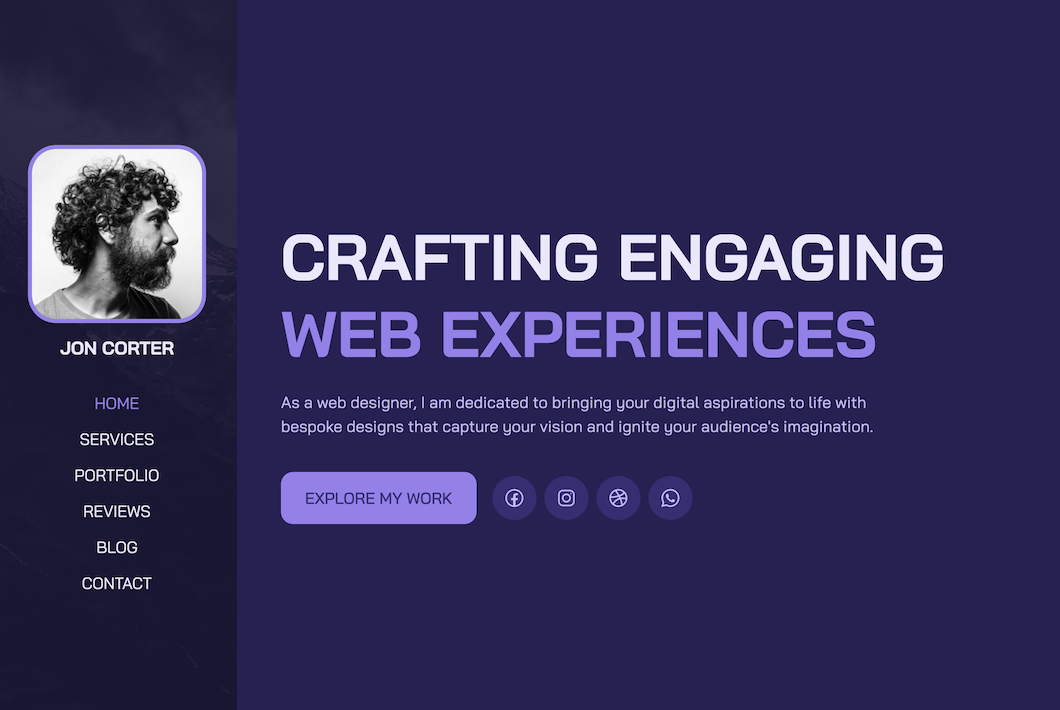 JON CORTER
HOME
SERVICES
PORTFOLIO
REVIEWS
BLOG
CONTACT
CRAFTING ENGAGING
WEB EXPERIENCES
As a web designer, I am dedicated to bringing your digital aspirations to life with
bespoke designs that capture your vision and ignite your audience's imagination.
EXPLORE MY WORK